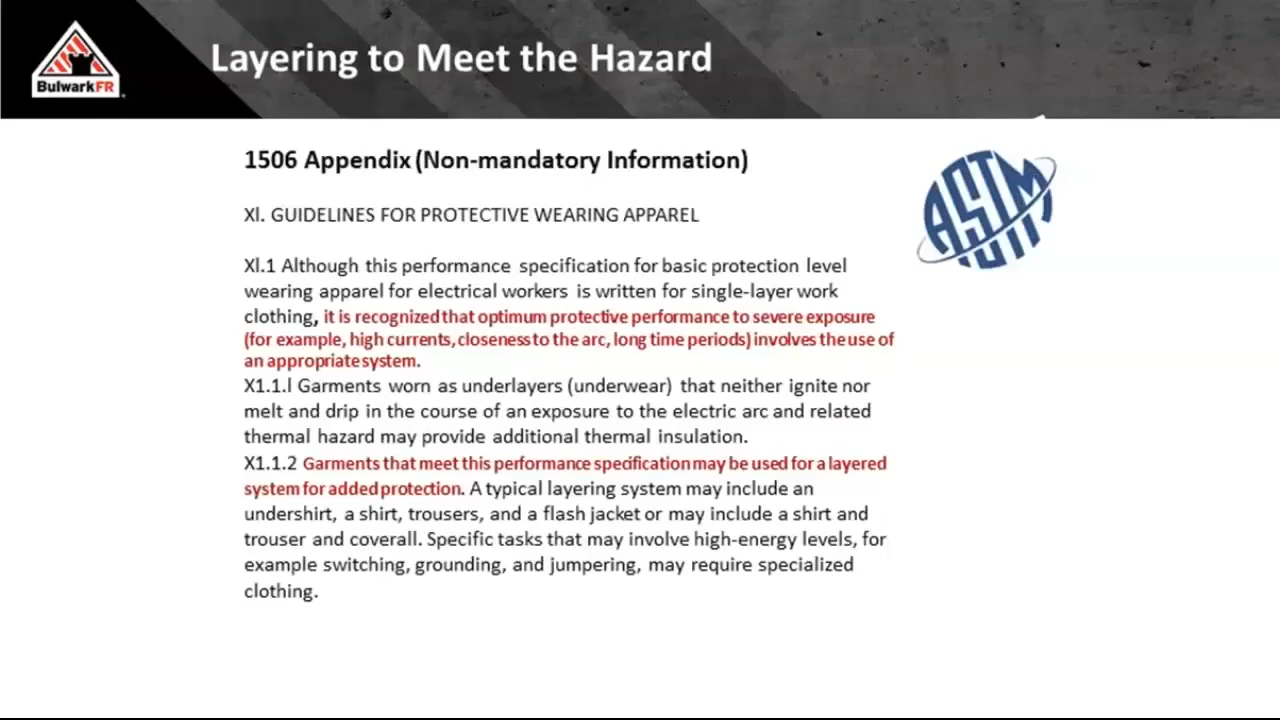 BulwarkFR
Layering to Meet the Hazard
1506 Appendix (Non-mandatory Information)
ASTM
Xl. GUIDELINES FOR PROTECTIVE WEARING APPAREL
Xl.1 Although this performance specification for basic protection level
wearing apparel for electrical workers is written for single-layer work
clothing, it is recognized that optimum protective performance to severe exposure
(for example, high currents, closeness to the arc, long time periods) involves the use of
an appropriate system.
X1.1.l Garments worn as underlayers (underwear) that neither ignite nor
melt and drip in the course of an exposure to the electric arc and related
thermal hazard may provide additional thermal insulation.
X1.1.2 Garments that meet this performance specification may be used for a layered
system for added protection. A typical layering system may include an
undershirt, a shirt, trousers, and a flash jacket or may include a shirt and
trouser and coverall. Specific tasks that may involve high-energy levels, for
example switching, grounding, and jumpering, may require specialized
clothing.